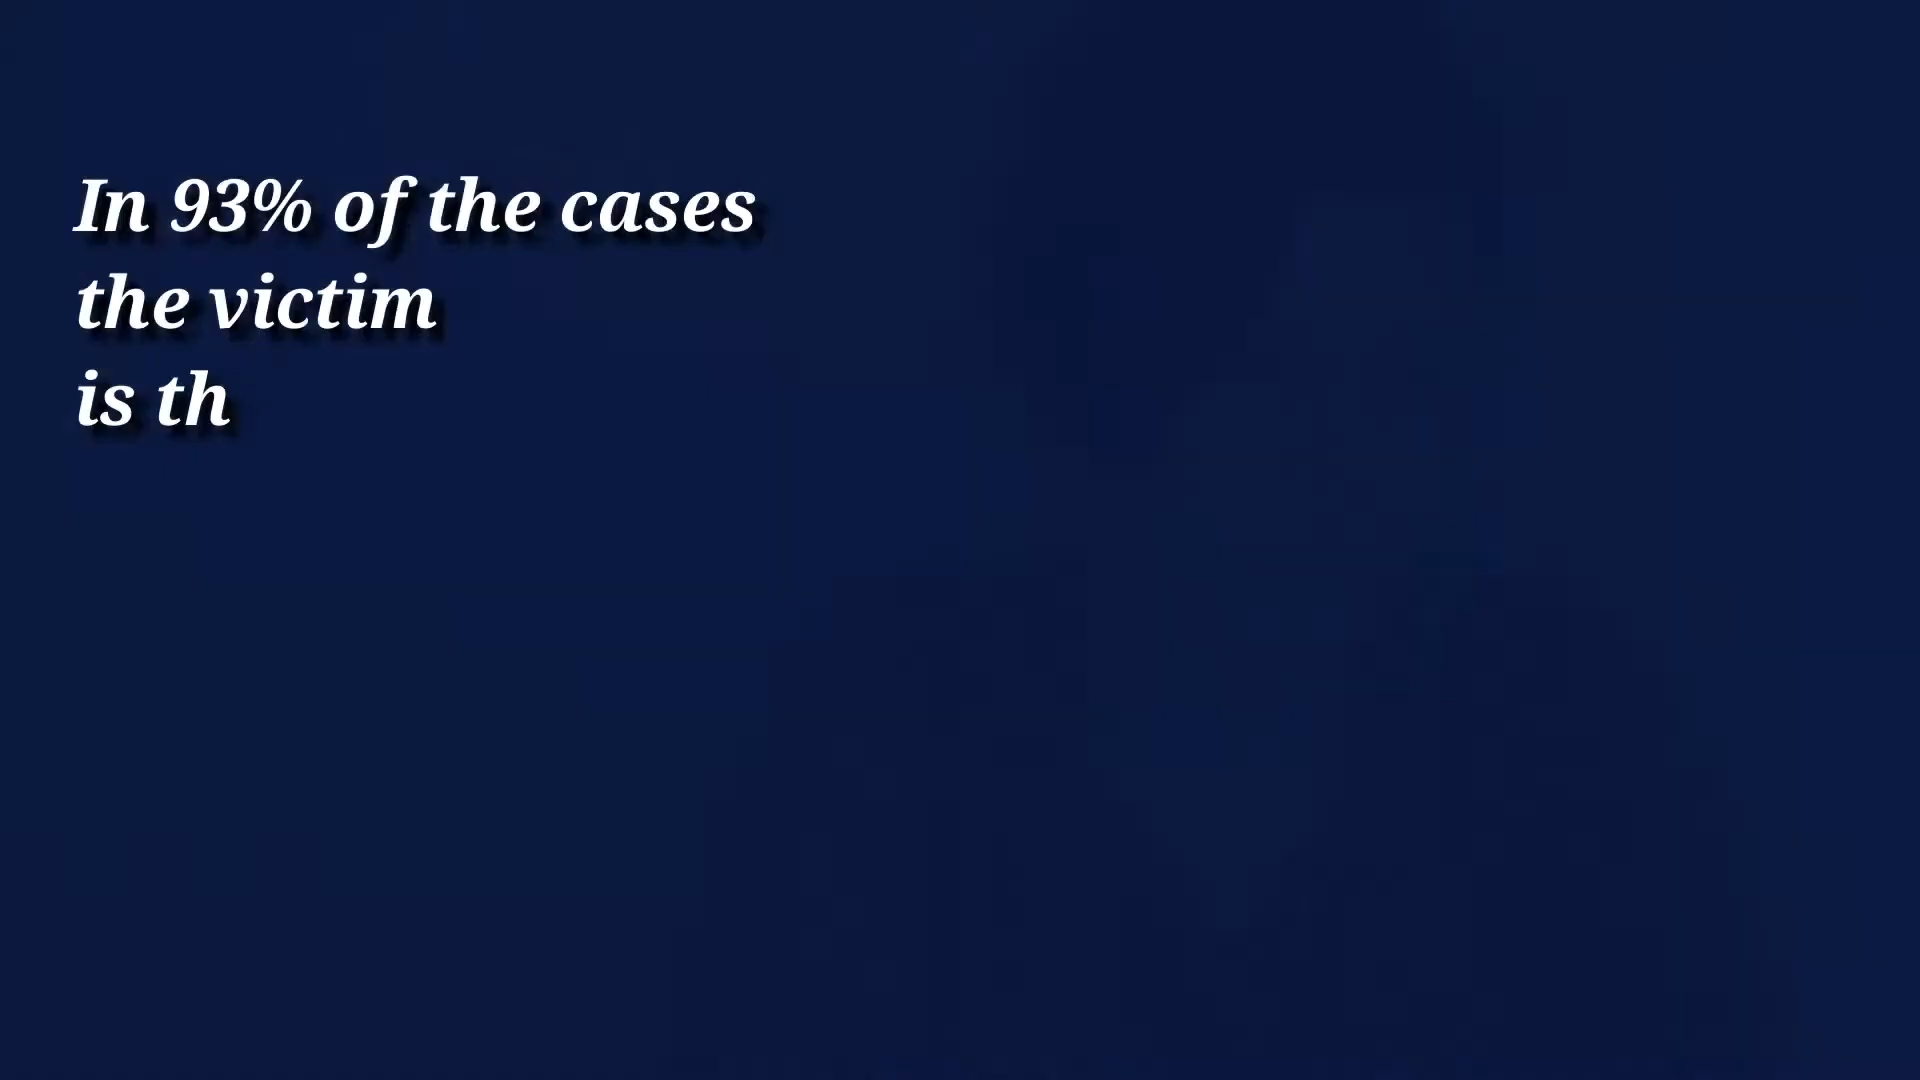 In 93% of the cases
the victim
is th